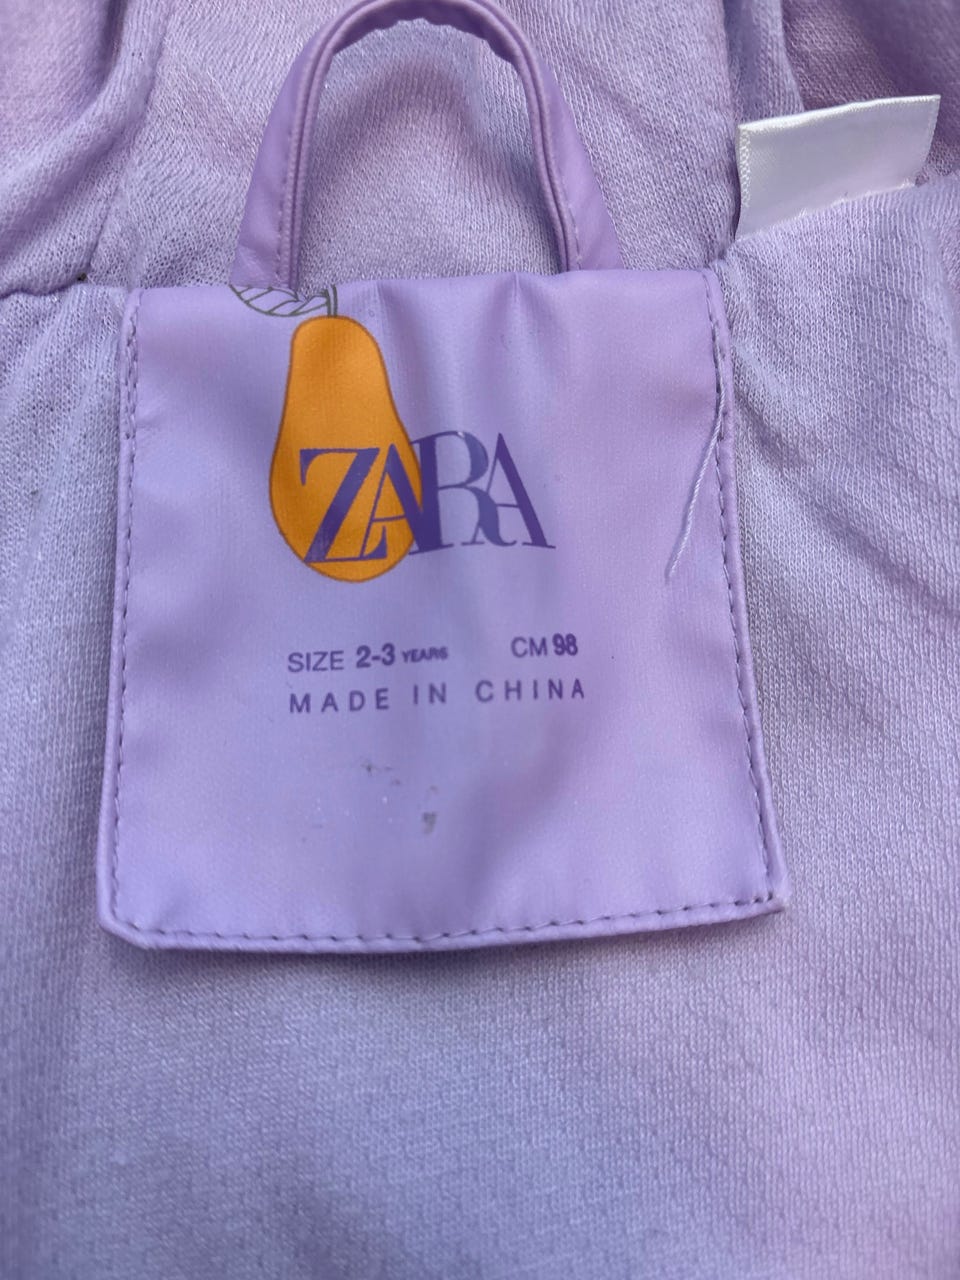 ZARA
SIZE 2-3 YEARS CM 98
MADE IN CHINA